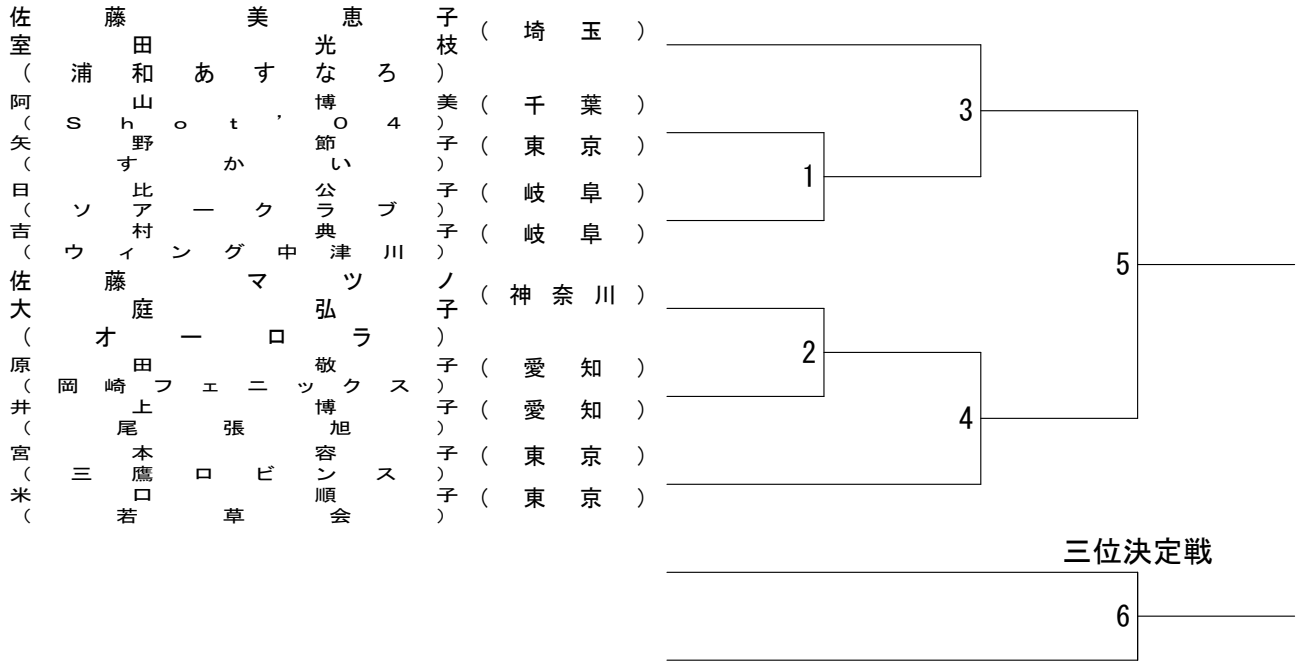 佐藤美恵子
(埼玉)
室田光枝
(浦和あすなろ)
阿山博美(千葉)
(Shot'04)
矢野節子(東京)
(すかい)
日比公子(岐阜)
(ソアークラブ)
吉村典子(岐阜)
(ウィング中津川)
佐藤マツノ
(神奈川)
大庭弘子
(オーロラ)
原田敬子(愛知)
(岡崎フェニックス)
井上博子(愛知)
(尾張旭)
宮本容子(東京)
(三鷹ロビンス)
米口順子(東京)
(若草会)
3
1
5
2
4
三位決定戦
6